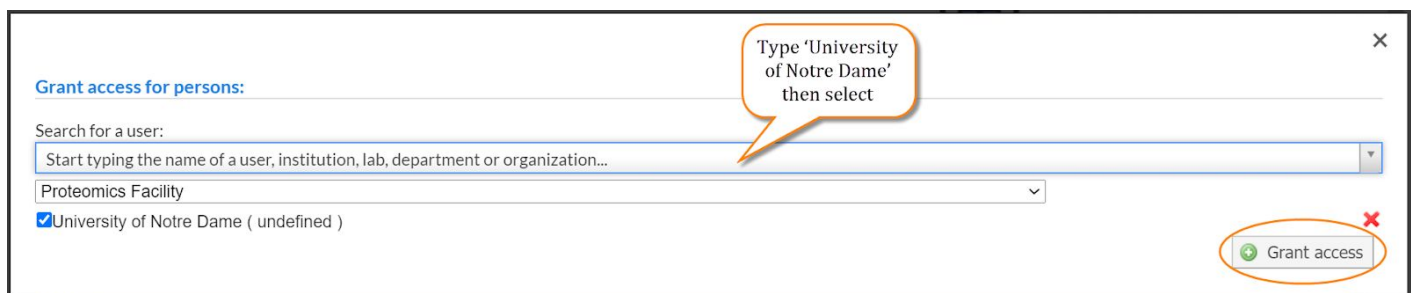 Type ‘University
of Notre Dame’
then select
Grant access for persons:
Search for a user:
Start typing the name of a user, institution, lab, department or organization...
Proteomics Facility
University of Notre Dame ( undefined )
Grant access